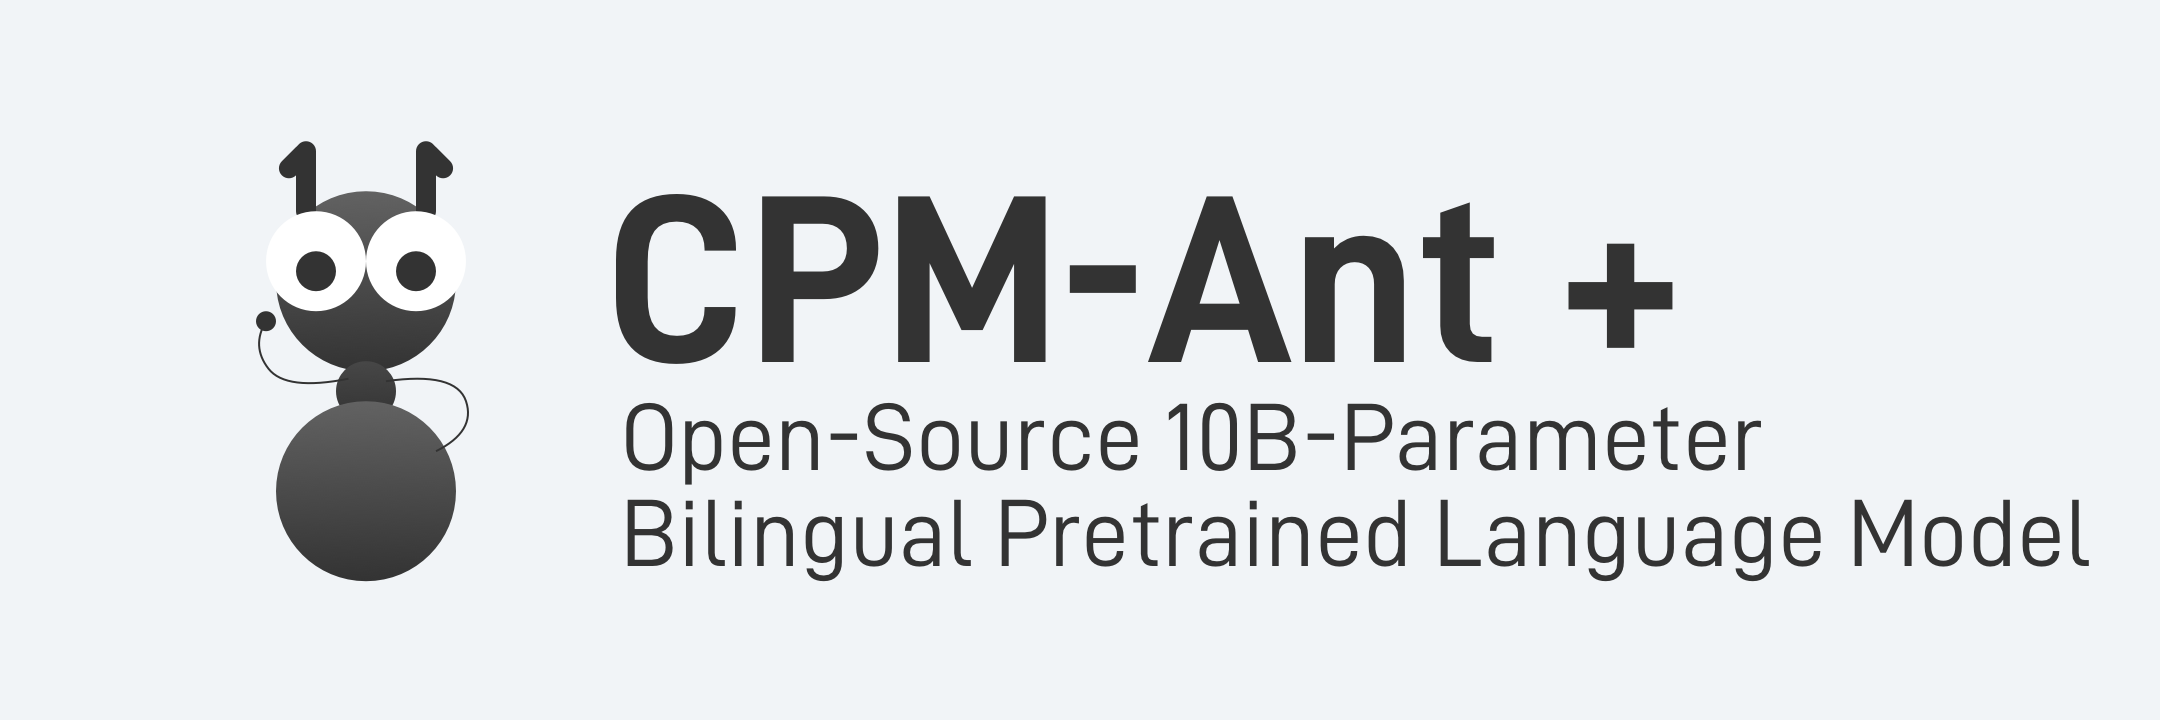 CPM-Ant +
Open-Source 10B-Parameter
Bilingual Pretrained Language Model